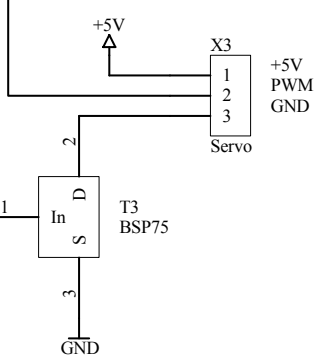 +5V
X3
1
2
3
+5V
PWM
GND
Servo
2
D
1
In
S
T3
BSP75
3
GND